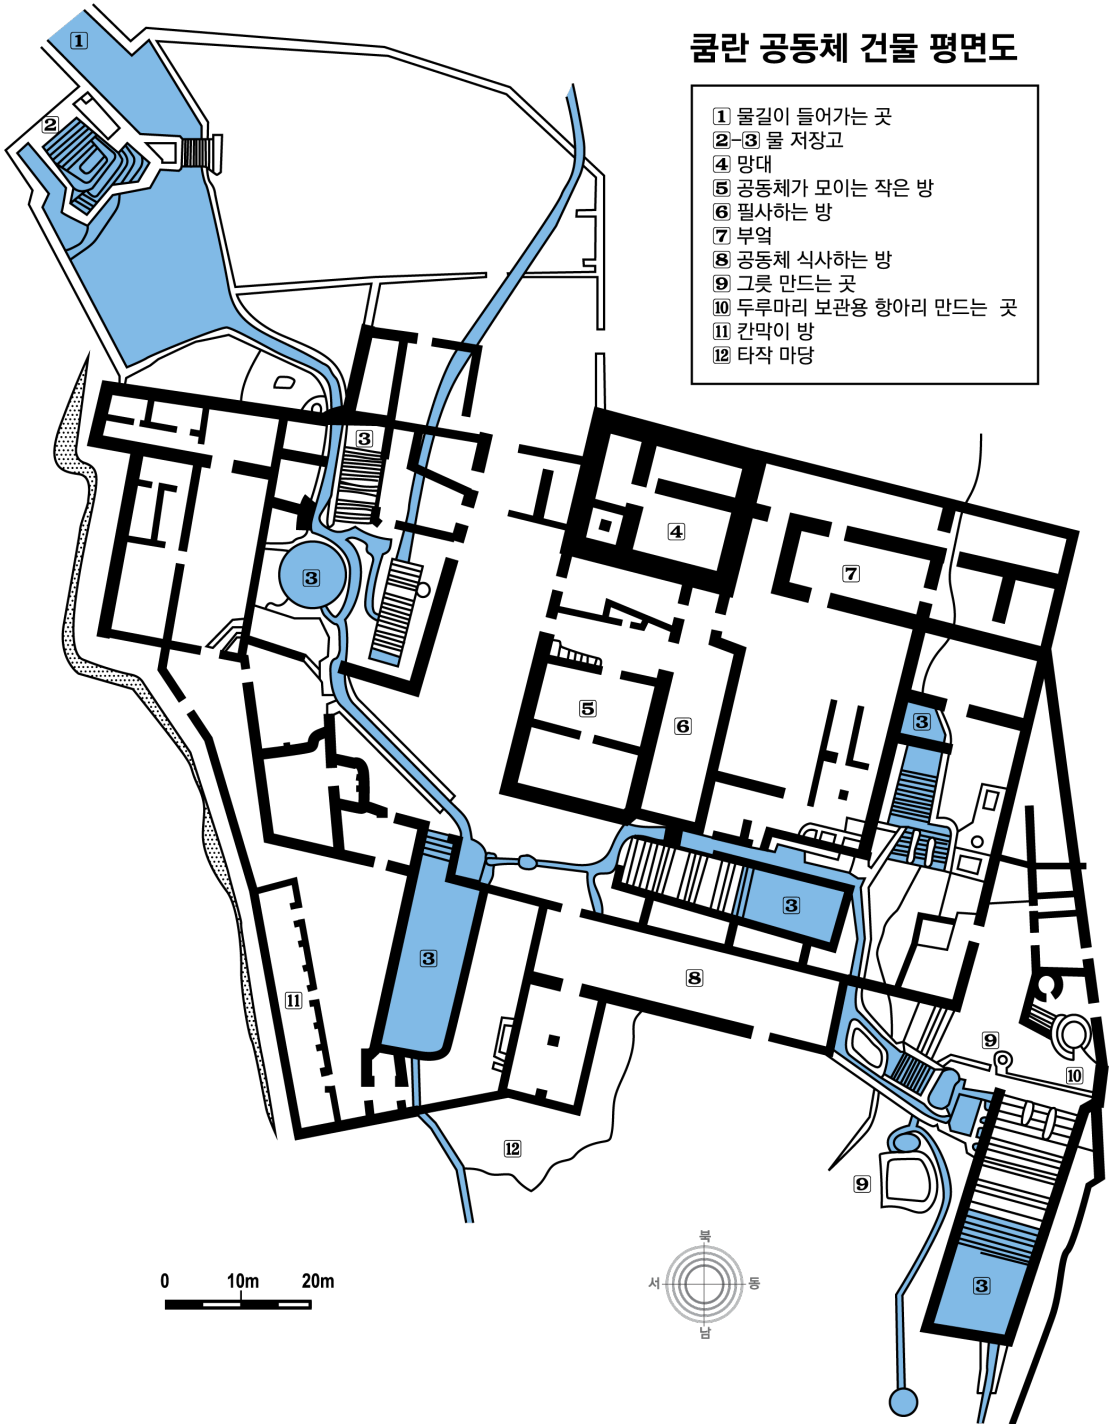 쿰란 공동체 건물 평면도
1 물길이 들어가는 곳
2-3 물 저장고
4 망대
5 공동체가 모이는 작은 방
6 필사하는 방
7 부엌
8 공동체 식사하는 방
9 그릇 만드는 곳
10 두루마리 보관용 항아리 만드는 곳
11 칸막이 방
12 타작 마당
1
2
3
4
3
7
5
6
3
3
3
8
11
9
10
12
9
3
북
서 동
남
0 10m 20m